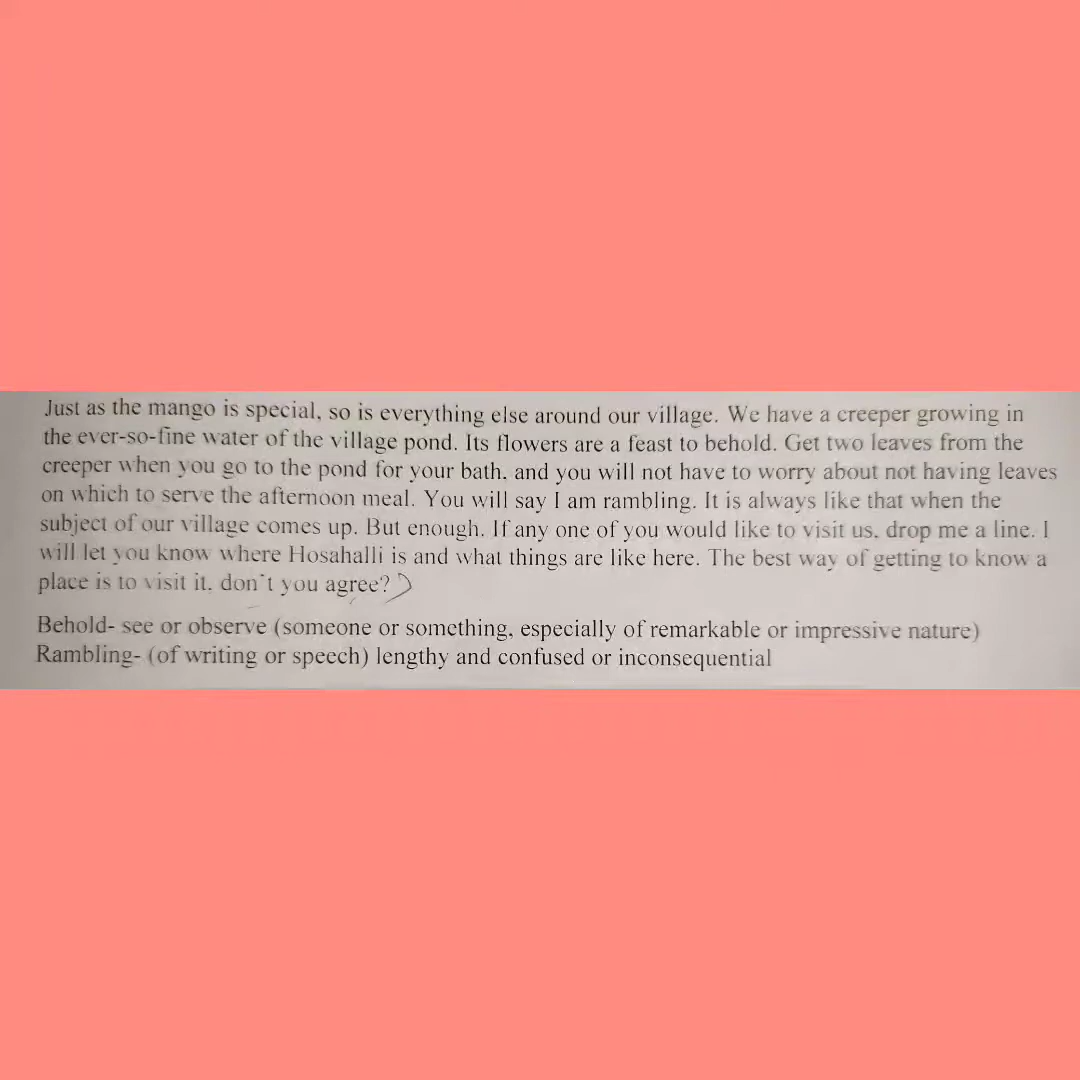 Just as the mango is special, so is everything else around our village. We have a creeper growing in
the ever-so-fine water of the village pond. Its flowers are a feast to behold. Get two leaves from the
creeper when you go to the pond for your bath, and you will not have to worry about not having leaves
on which to serve the afternoon meal. You will say I am rambling. It is always like that when the
subject of our village comes up. But enough. If any one of you would like to visit us, drop me a line. I
will let you know where Hosahalli is and what things are like here. The best way of getting to know a
place is to visit it, don't you agree?
Behold- see or observe (someone or something, especially of remarkable or impressive nature)
Rambling- (of writing or speech) lengthy and confused or inconsequential